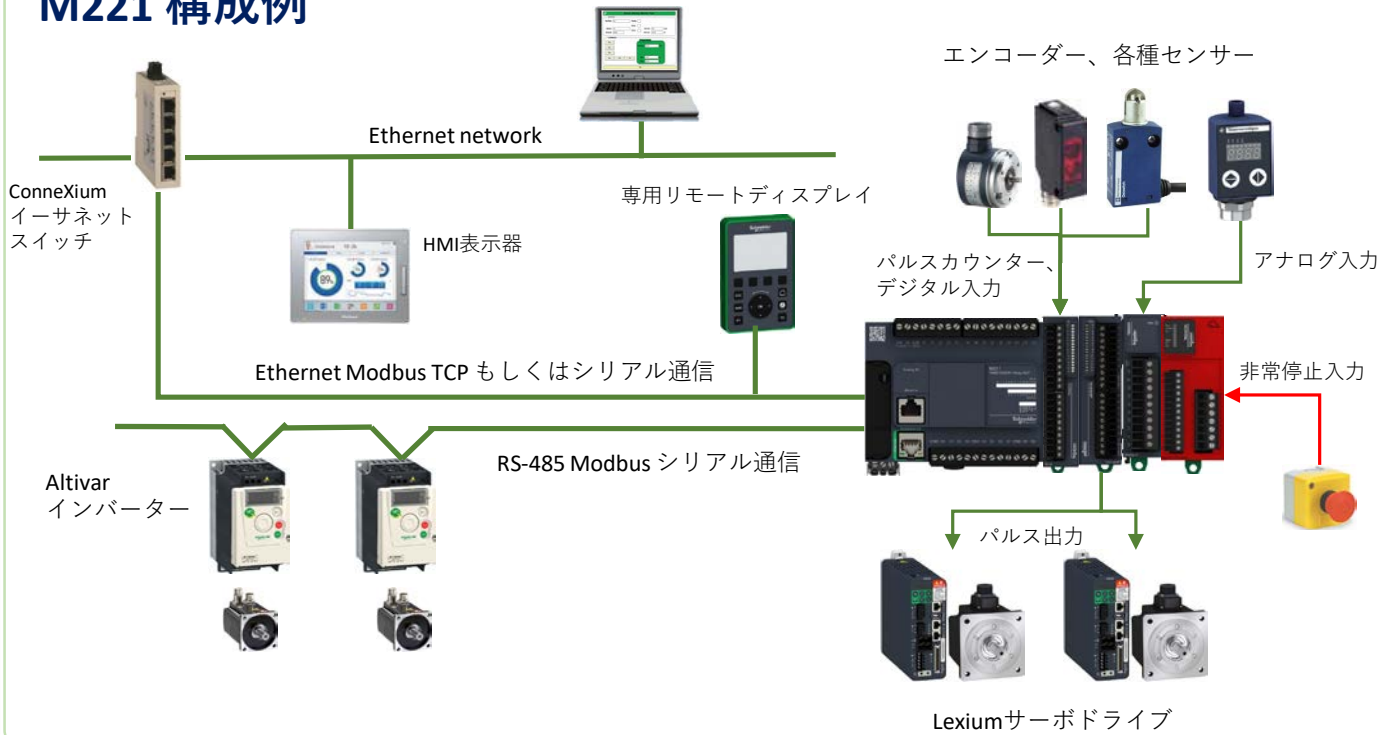 M221 構成例
エンコーダー、各種センサー
Ethernet network
ConneXium
イーサネット
スイッチ
専用リモートディスプレイ
HMI表示器
パルスカウンター、
デジタル入力
アナログ入力
Ethernet Modbus TCP もしくはシリアル通信
非常停止入力
RS-485 Modbus シリアル通信
Altivar
インバーター
パルス出力
Lexiumサーボドライブ